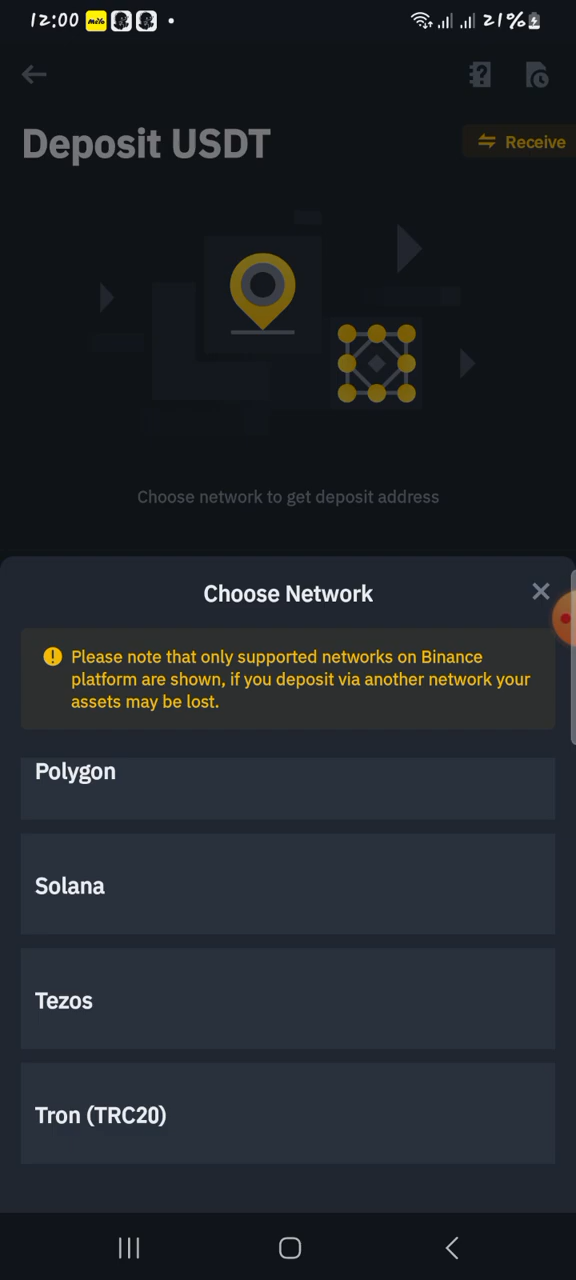 12:00 21%
Deposit USDT
Receive
Choose network to get deposit address
Choose Network
Please note that only supported networks on Binance
platform are shown, if you deposit via another network your
assets may be lost.
Polygon
Solana
Tezos
Tron (TRC20)